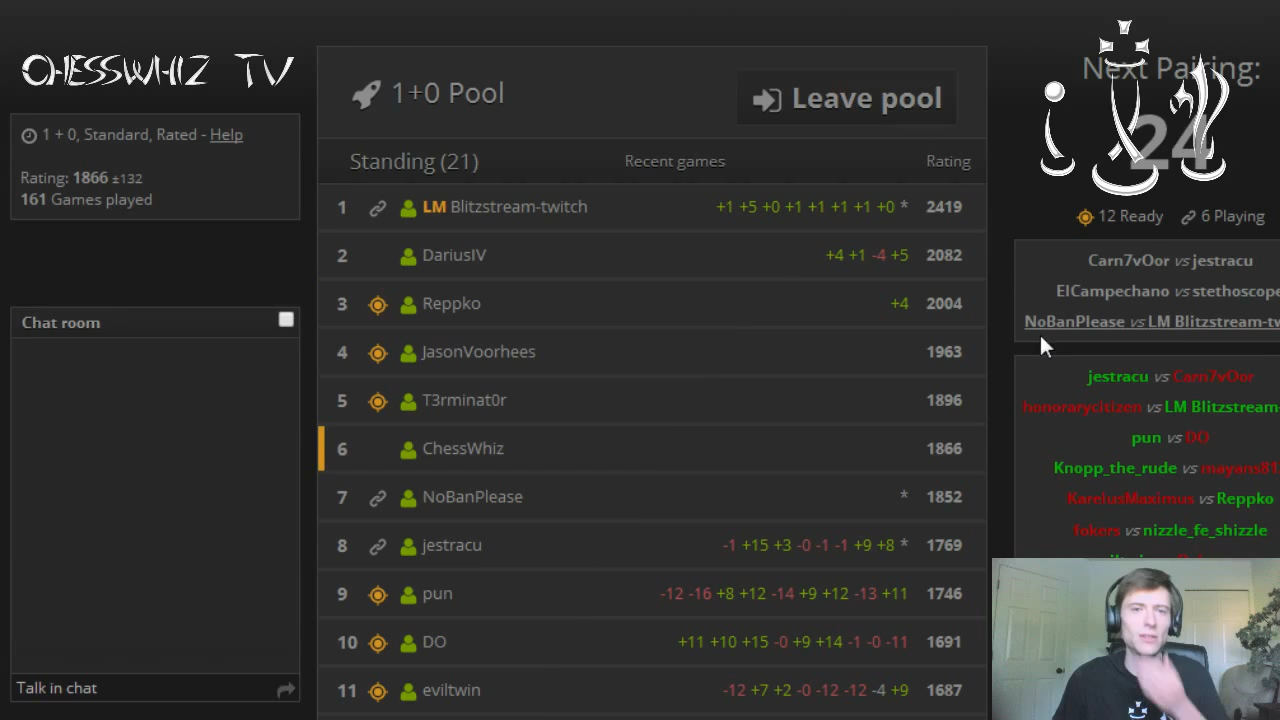 CHESSWHIZ TV
1 + 0, Standard, Rated - Help
Rating: 1866 ±132
161 Games played
Chat room
Talk in chat
1+0 Pool
Leave pool
Standing (21) Recent games Rating
1 LM Blitzstream-twitch +1 +5 +0 +1 +1 +1 +1 +0 * 2419
2 DariusIV +4 +1 -4 +5 2082
3 Reppko +4 2004
4 JasonVoorhees 1963
5 T3rminat0r 1896
6 ChessWhiz 1866
7 NoBanPlease * 1852
8 jestracu -1 +15 +3 -0 -1 -1 +9 +8 * 1769
9 pun -12 -16 +8 +12 -14 +9 +12 -13 +11 1746
10 DO +11 +10 +15 -0 +9 +14 -1 -0 -11 1691
11 eviltwin -12 +7 +2 -0 -12 -12 -4 +9 1687
Next Pairing:
24
12 Ready 6 Playing
Carn7vOor vs jestracu
ElCampechano vs stethoscope
NoBanPlease vs LM Blitzstream-tw
jestracu vs Carn7vOor
honorarycitizen vs LM Blitzstream-
pun vs DO
Knopp_the_rude vs mayans81
KareiusMaximus vs Reppko
fokers vs nizzle_fe_shizzle